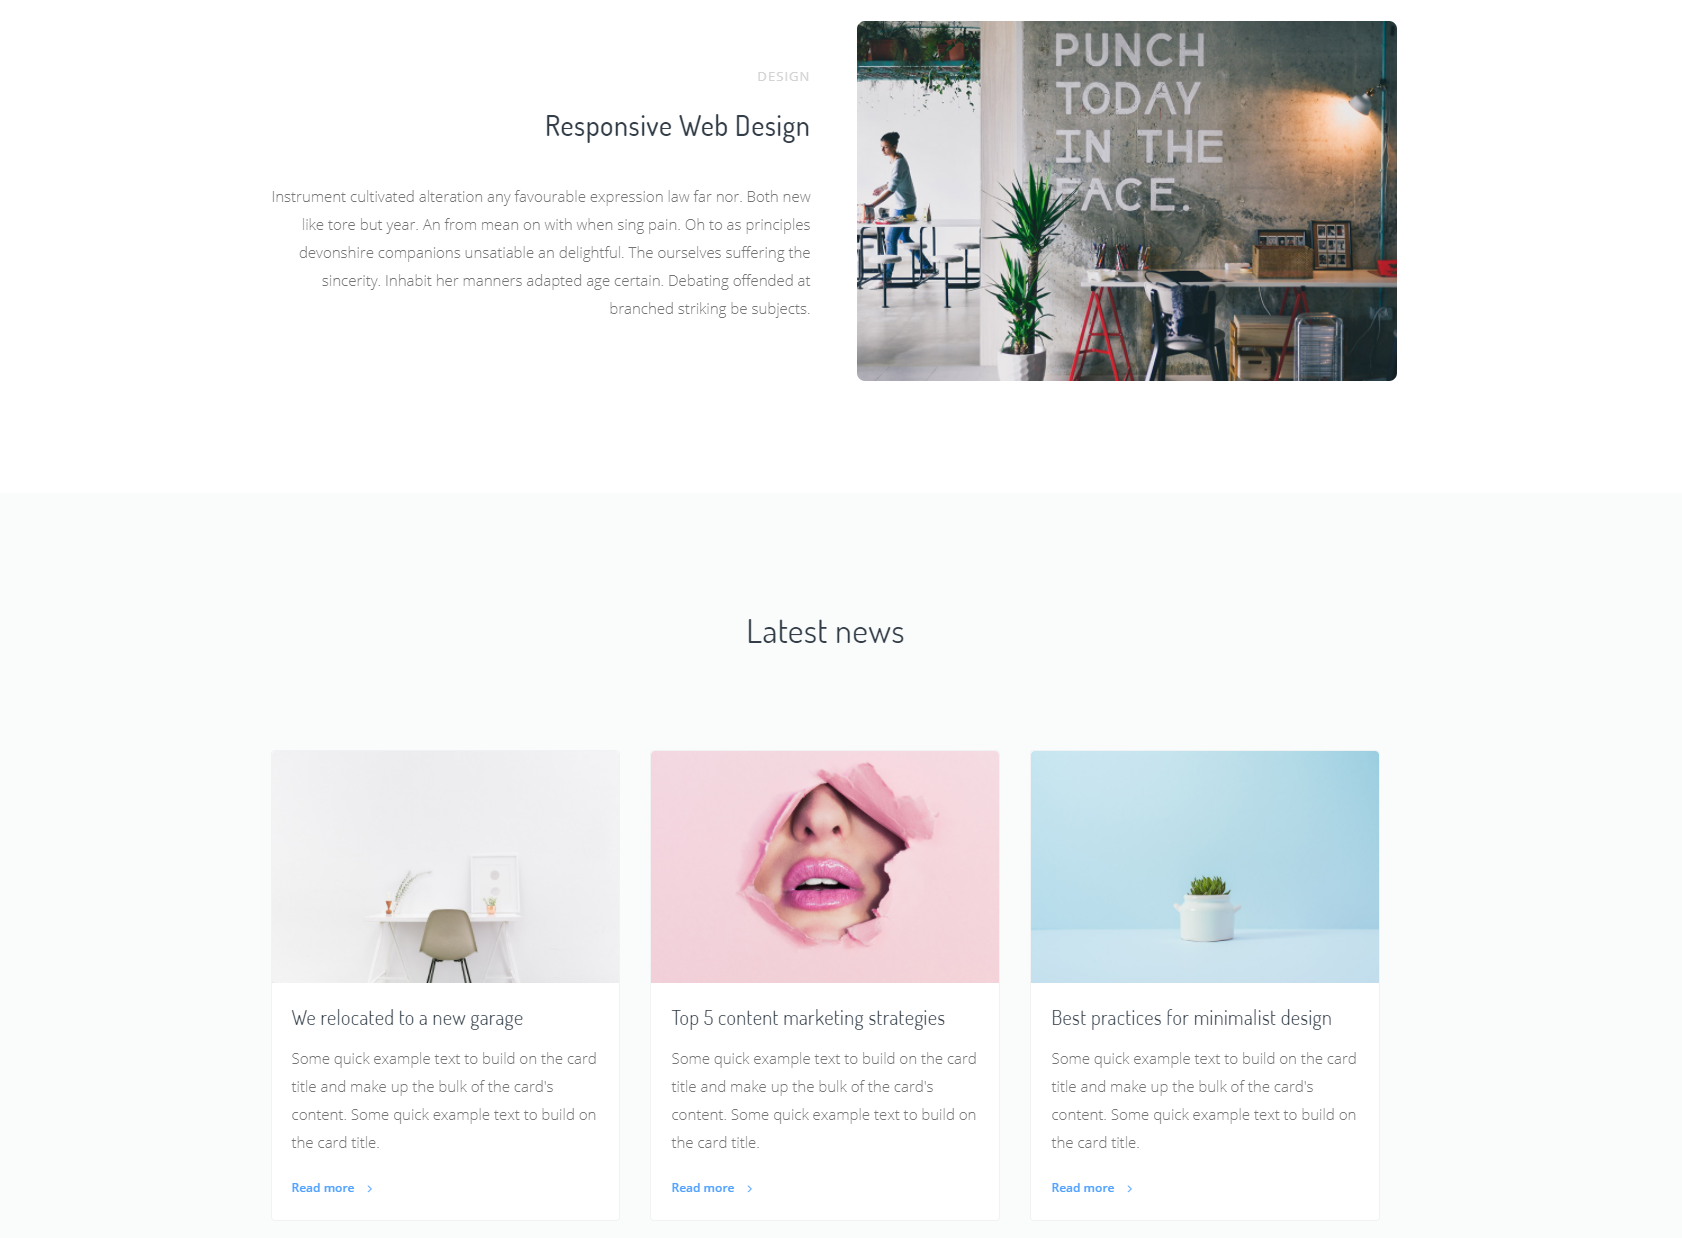 DESIGN
Responsive Web Design
Instrument cultivated alteration any favourable expression law far nor. Both new
like tore but year. An from mean on with when sing pain. Oh to as principles
devonshire companions unsatiable an delightful. The ourselves suffering the
sincerity. Inhabit her manners adapted age certain. Debating offended at
branched striking be subjects.
PUNCH
TODAY
IN THE
FACE.
Latest news
We relocated to a new garage
Some quick example text to build on the card
title and make up the bulk of the card's
content. Some quick example text to build on
the card title.
Read more
Top 5 content marketing strategies
Some quick example text to build on the card
title and make up the bulk of the card's
content. Some quick example text to build on
the card title.
Read more
Best practices for minimalist design
Some quick example text to build on the card
title and make up the bulk of the card's
content. Some quick example text to build on
the card title.
Read more